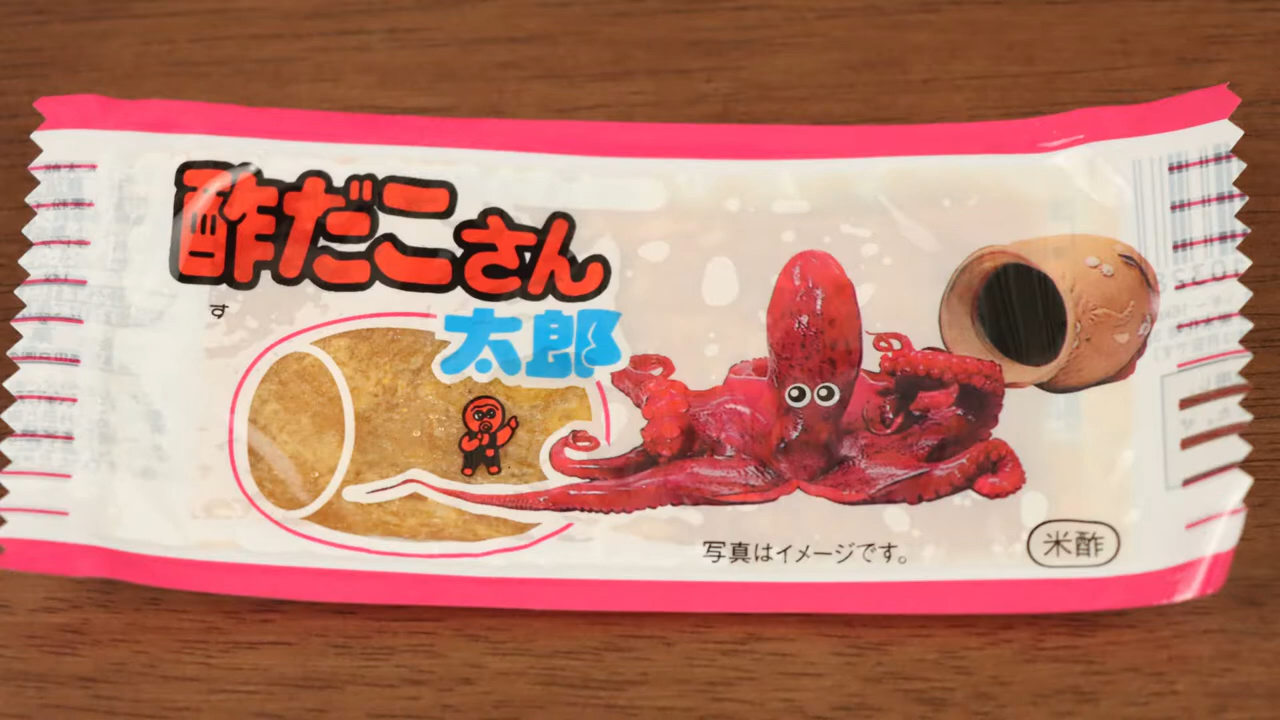 酢だこさん
す
太郎
写真はイメージです。
米酢